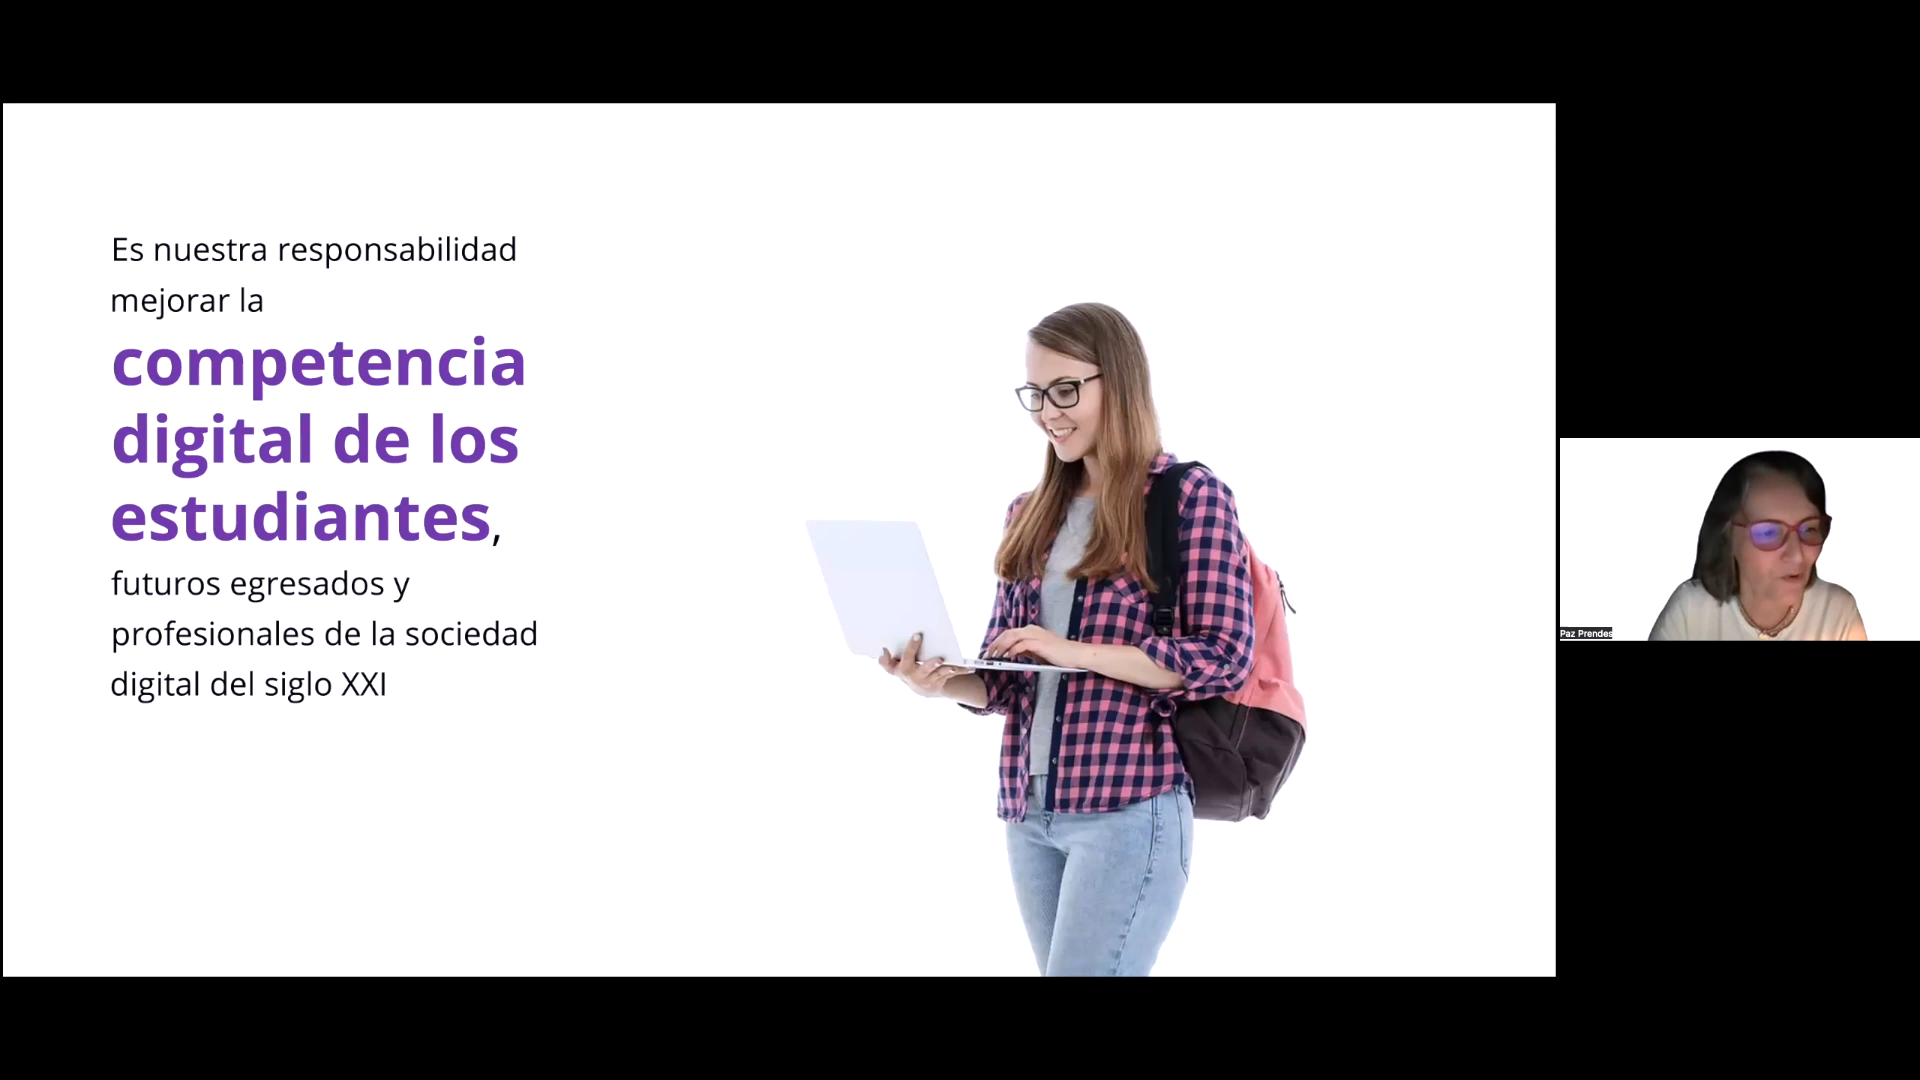 Es nuestra responsabilidad
mejorar la
competencia
digital de los
estudiantes,
futuros egresados y
profesionales de la sociedad
digital del siglo XXI
Paz Prendes